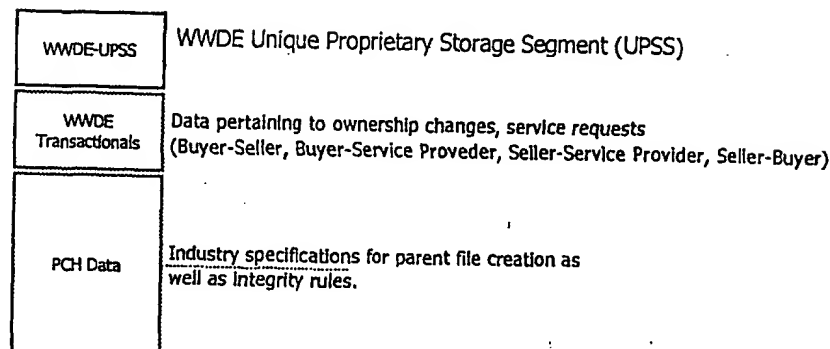 WWDE-UPSS
WWDE Unique Proprietary Storage Segment (UPSS)
WWDE
Transactionals
Data pertaining to ownership changes, service requests
(Buyer-Seller, Buyer-Service Proveder, Seller-Service Provider, Seller-Buyer)
PCH Data
Industry specifications for parent file creation as
well as integrity rules.